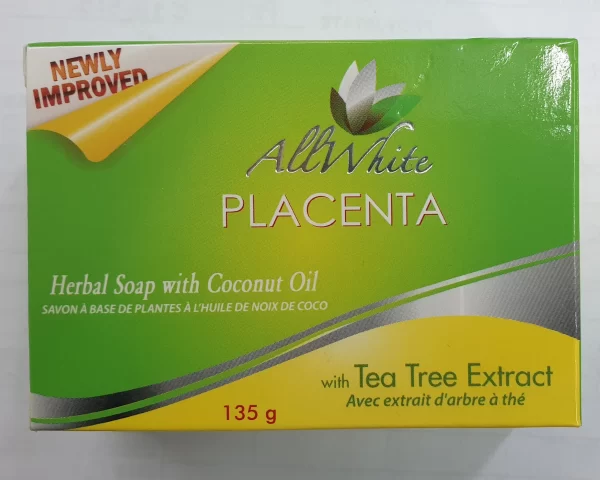 NEWLY
IMPROVED
AllWhite
PLACENTA
Herbal Soap with Coconut Oil
SAVON À BASE DE PLANTES À L'HUILE DE NOIX DE COCO
with Tea Tree Extract
Avec extrait d'arbre à thé
135 g